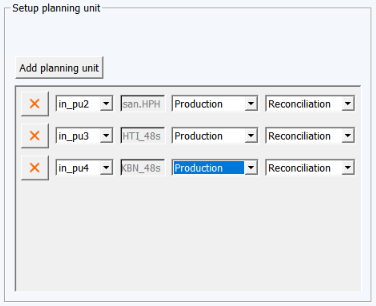 Setup planning unit
Add planning unit
in_pu2 san.HPH Production Reconciliation
in_pu3 HTI_48s Production Reconciliation
in_pu4 KBN_48s Production Reconciliation